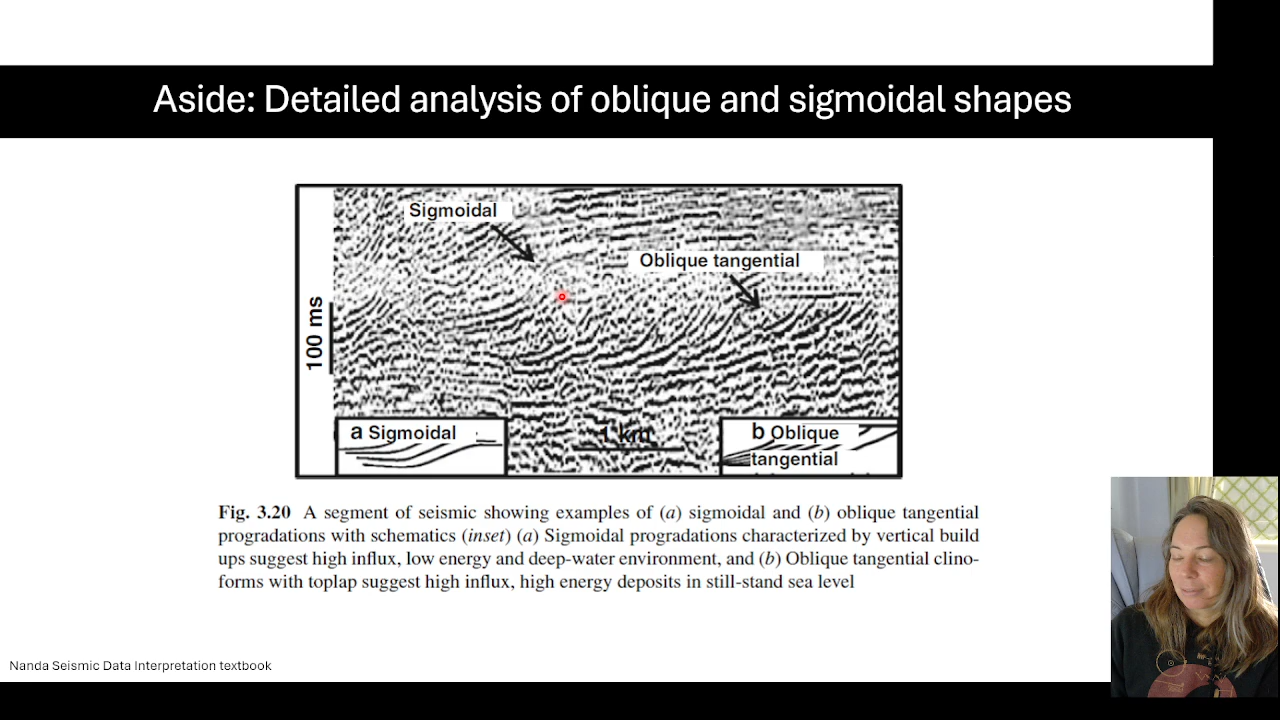 Aside: Detailed analysis of oblique and sigmoidal shapes
Sigmoidal
Oblique tangential
100 ms
a Sigmoidal
1 km
b Oblique
tangential
Fig. 3.20 A segment of seismic showing examples of (a) sigmoidal and (b) oblique tangential
progradations with schematics (inset) (a) Sigmoidal progradations characterized by vertical build
ups suggest high influx, low energy and deep-water environment, and (b) Oblique tangential clino-
forms with toplap suggest high influx, high energy deposits in still-stand sea level
Nanda Seismic Data Interpretation textbook